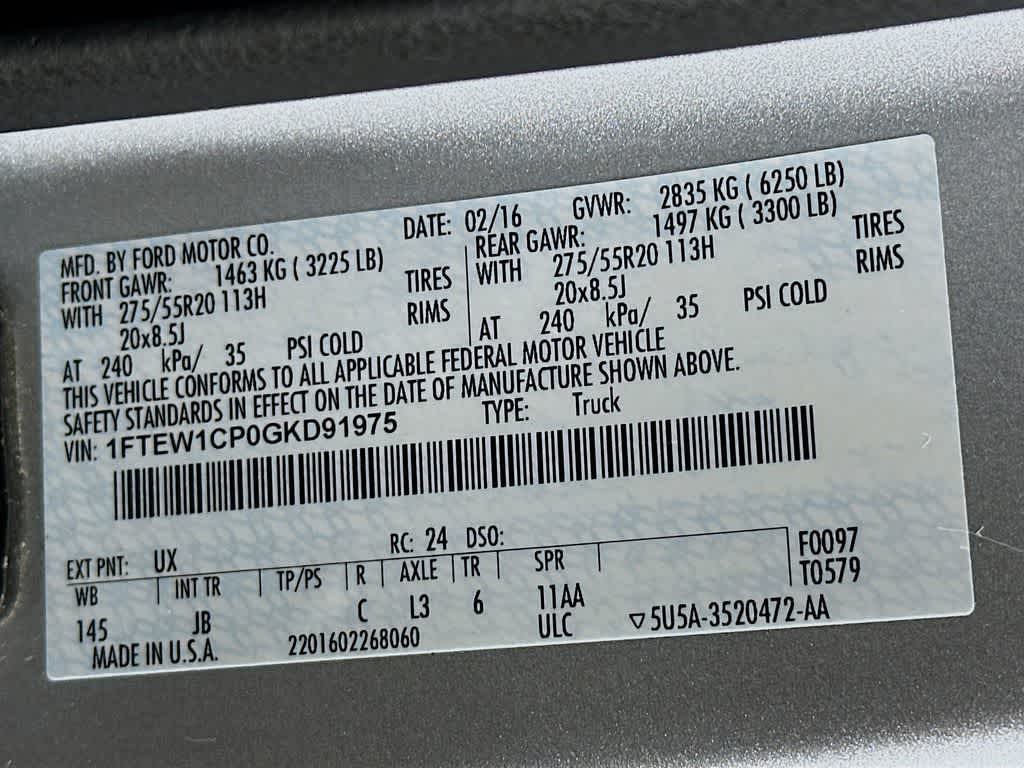 MFD. BY FORD MOTOR CO. DATE: 02/16 GVWR: 2835 KG ( 6250 LB)
FRONT GAWR: 1463 KG ( 3225 LB) REAR GAWR: 1497 KG ( 3300 LB)
WITH 275/55R20 113H TIRES WITH 275/55R20 113H TIRES
20x8.5J RIMS 20x8.5J RIMS
AT 240 kPa/ 35 PSI COLD AT 240 kPa/ 35 PSI COLD
THIS VEHICLE CONFORMS TO ALL APPLICABLE FEDERAL MOTOR VEHICLE
SAFETY STANDARDS IN EFFECT ON THE DATE OF MANUFACTURE SHOWN ABOVE.
VIN: 1FTEW1CP0GKD91975 TYPE: Truck
EXT PNT: UX RC: 24 DSO: F0097
WB INT TR TP/PS R AXLE TR SPR T0579
145 JB C L3 6 11AA
MADE IN U.S.A. 2201602268060 ULC ▽5U5A-3520472-AA